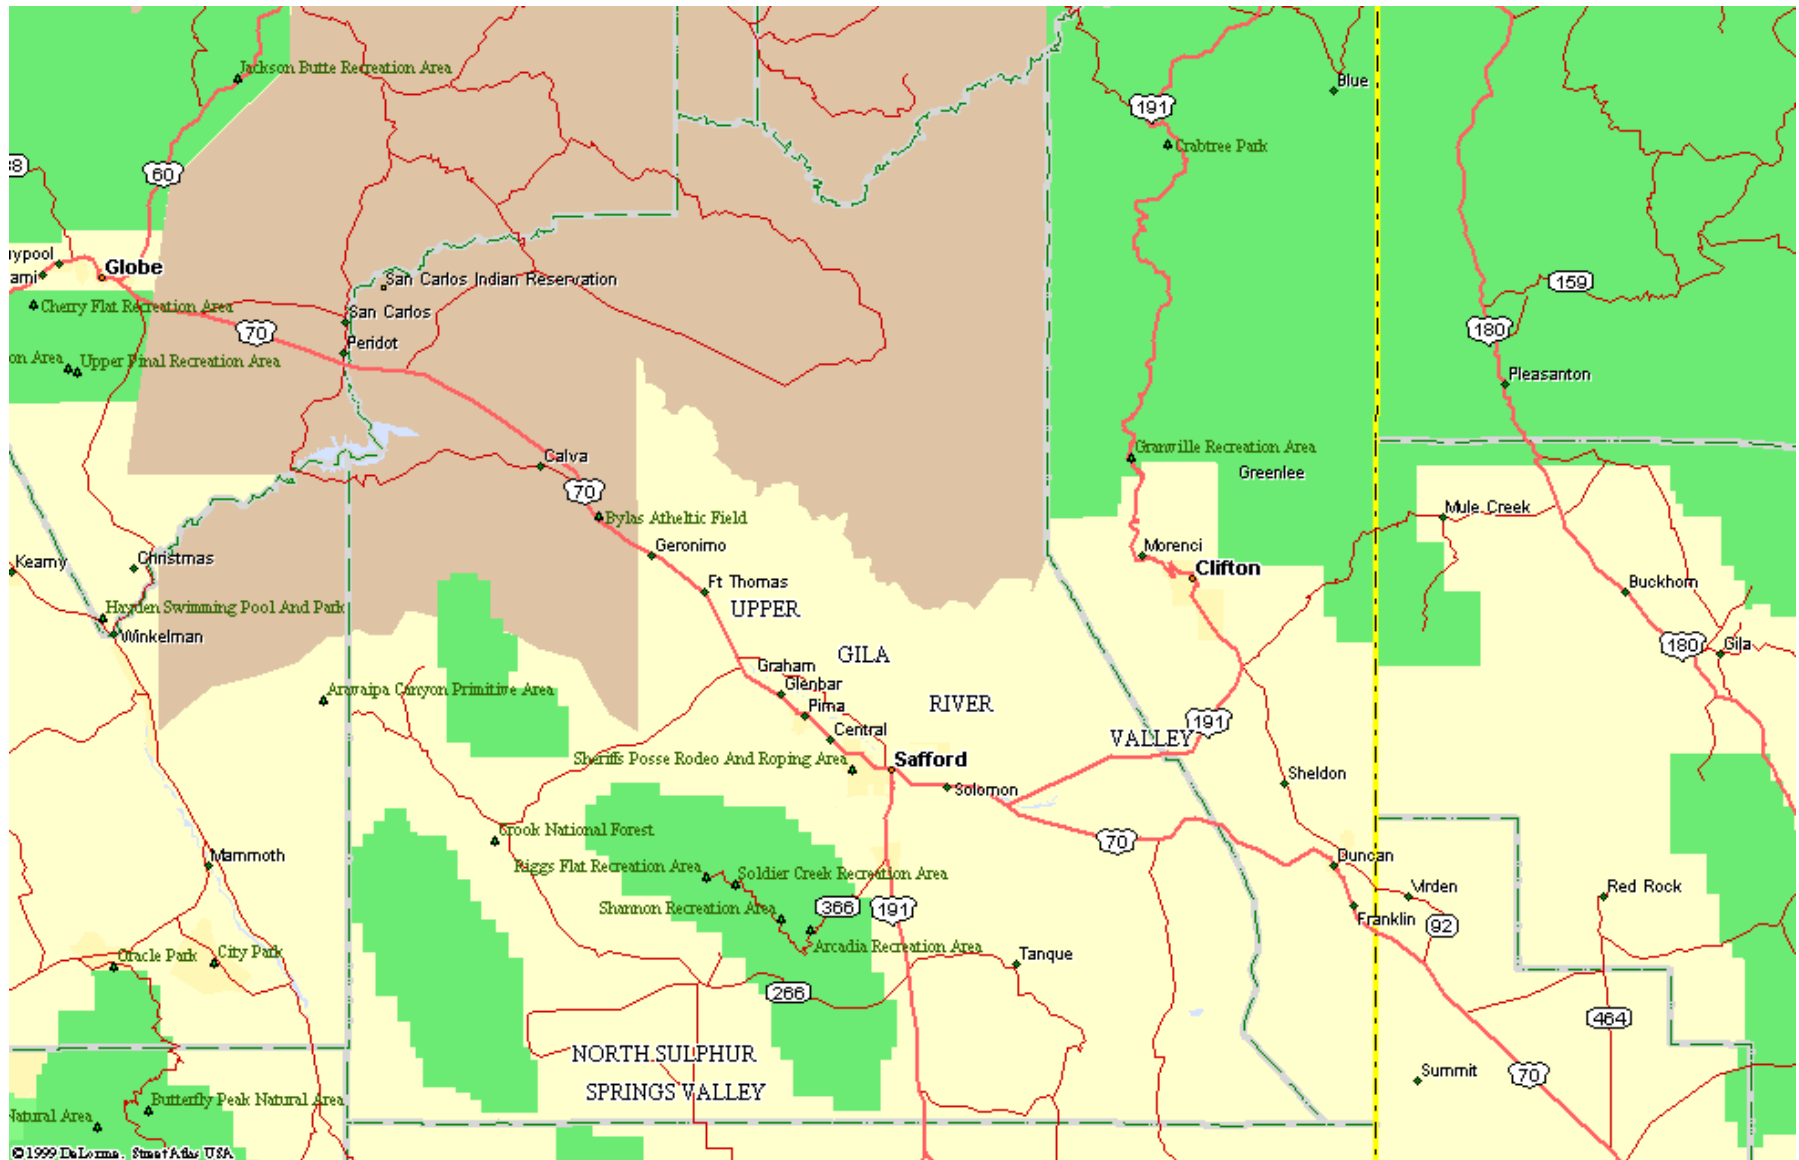 Jackson Butte Recreation Area
Blue
191
Crabtree Park
60
Globe
San Carlos Indian Reservation
159
Cherry Flat Recreation Area
San Carlos
70
180
Peridot
on Area
Upper Pinal Recreation Area
Pleasanton
Granville Recreation Area
Calva
Greenlee
70
Bylas Atheltic Field
Mule Creek
Geronimo
Morenci
Kearny
Christmas
Clifton
Ft Thomas
Buckhorn
UPPER
Hayden Swimming Pool And Park
Winkelman
180
Gila
GILA
Graham
Glenbar
Aravaipa Canyon Primitive Area
RIVER
Pima
191
Central
VALLEY
Sheriffs Posse Rodeo And Roping Area
Safford
Sheldon
Solomon
Crook National Forest
70
Mammoth
Duncan
Riggs Flat Recreation Area
Soldier Creek Recreation Area
Virden
Red Rock
Shannon Recreation Area
366
191
Franklin
92
Arcadia Recreation Area
Oracle Park
City Park
Tanque
266
464
NORTH SULPHUR
SPRINGS VALLEY
Summit
70
Butterfly Peak Natural Area
Natural Area
© 1999 DeLorme. Street Atlas USA